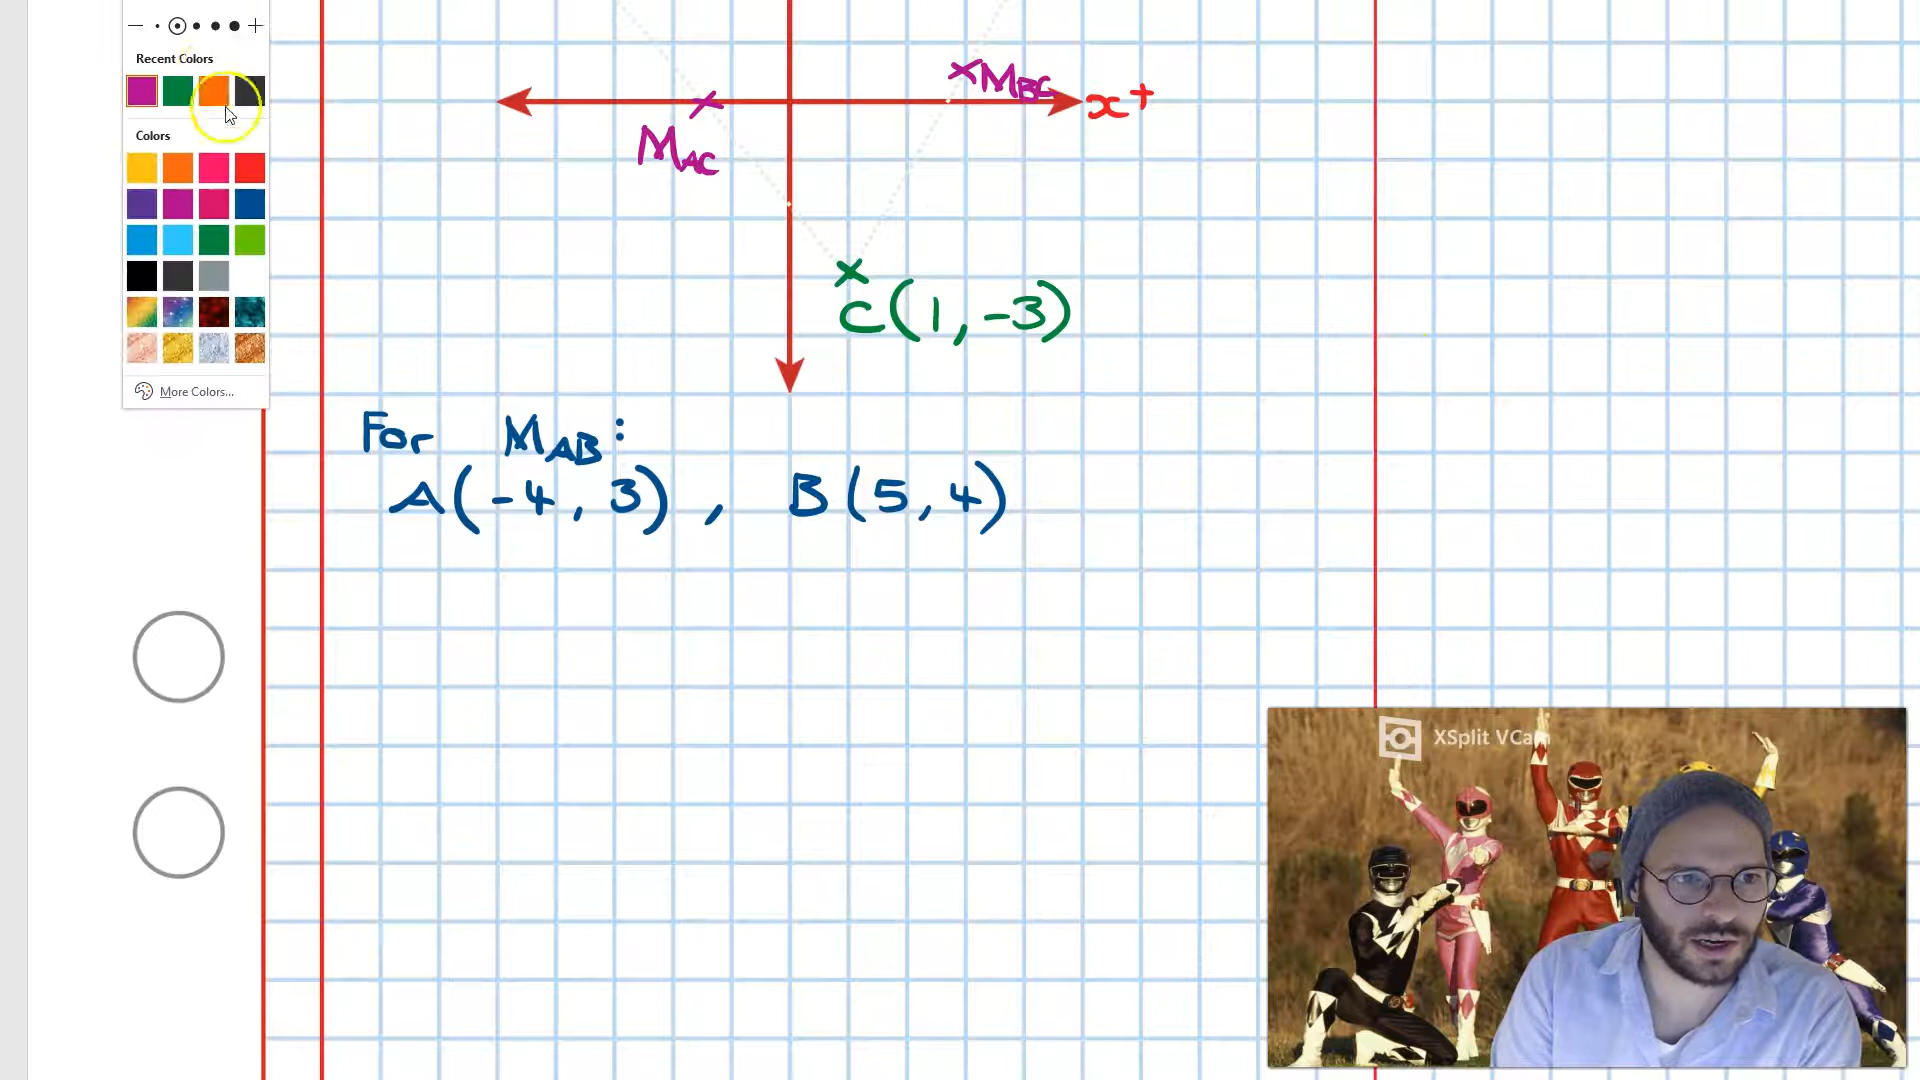 Recent Colors
Colors
More Colors...
M_BC
x⁺
M_AC
C(1, -3)
For M_AB:
A(-4, 3), B(5, 4)
XSplit VCam